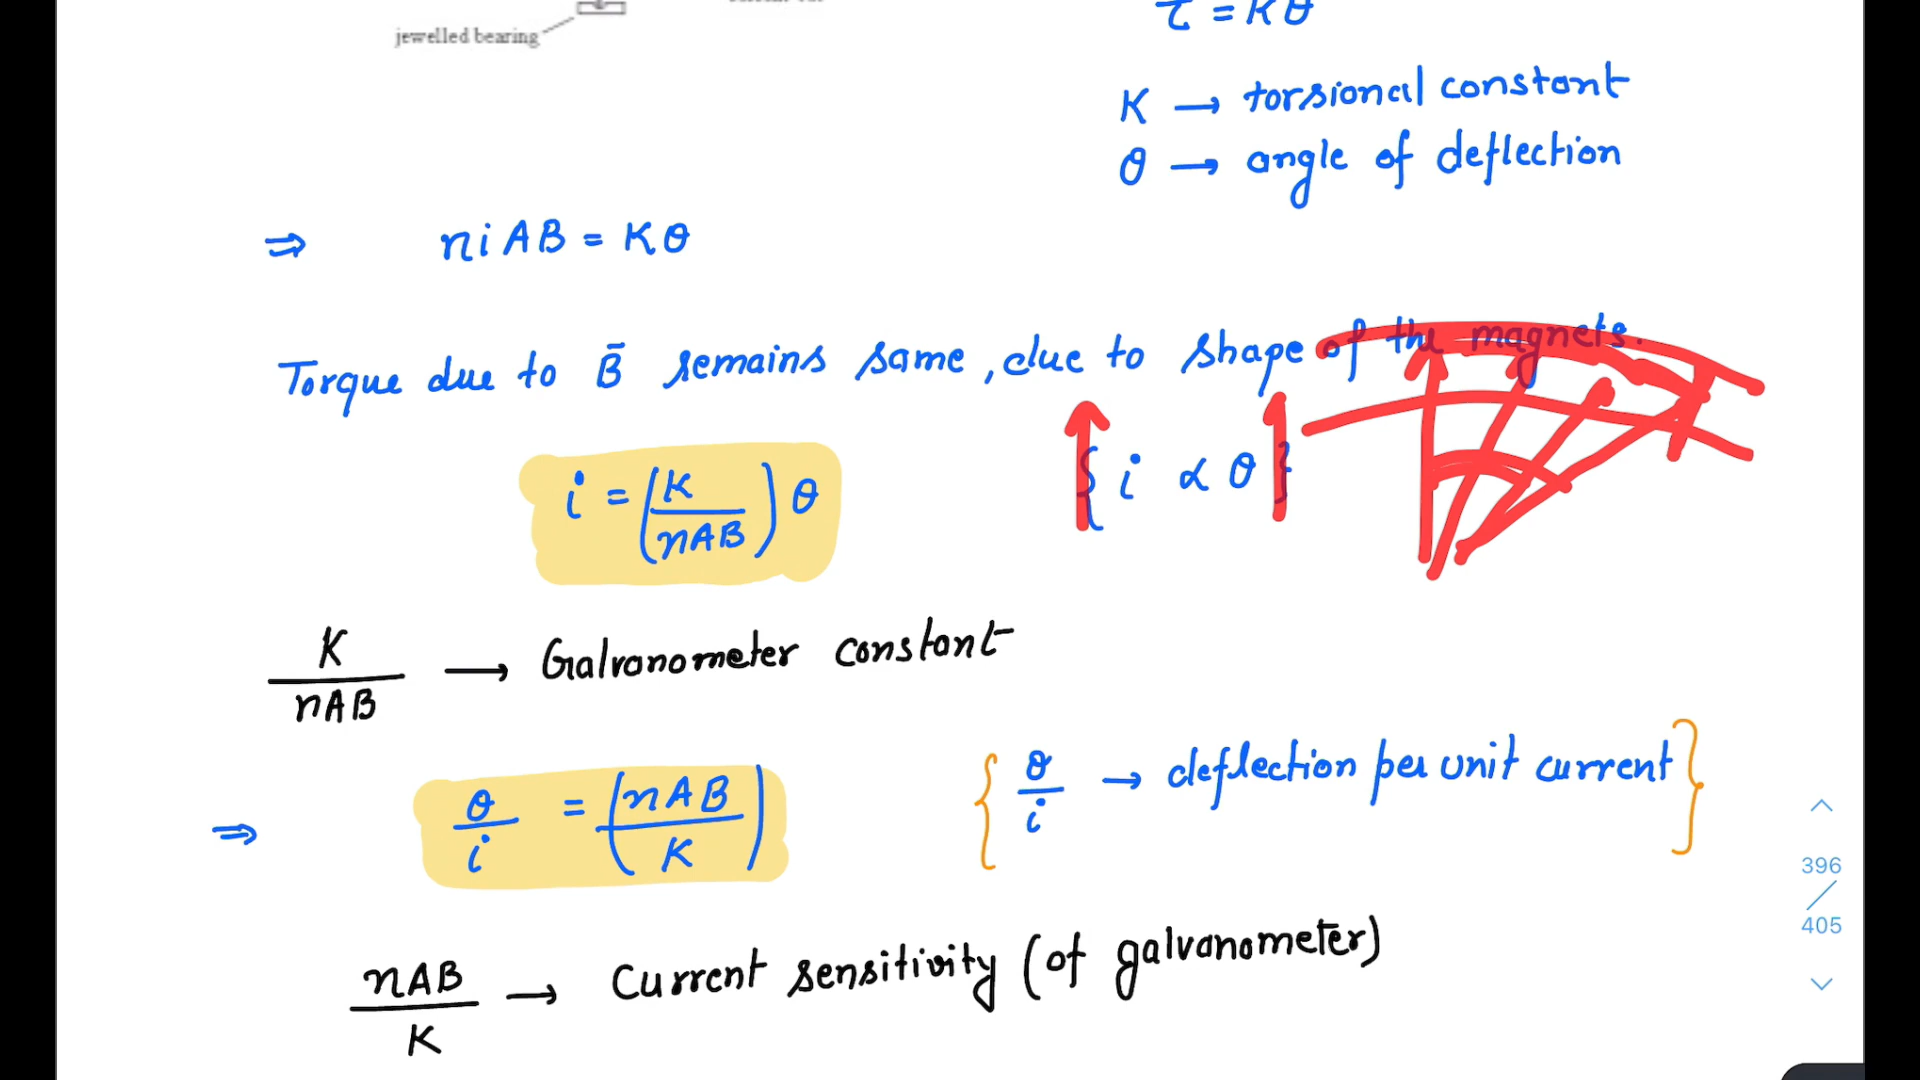 τ = Kθ
jewelled bearing
K → torsional constant
θ → angle of deflection
⇒ niAB = Kθ
Torque due to B̄ remains same, due to shape of the magnets.
i = (K/nAB) θ {i ∝ θ}
K/nAB → Galvanometer constant
⇒ θ/i = (nAB/K) {θ/i → deflection per unit current}
396
/
405
nAB/K → Current sensitivity (of galvanometer)